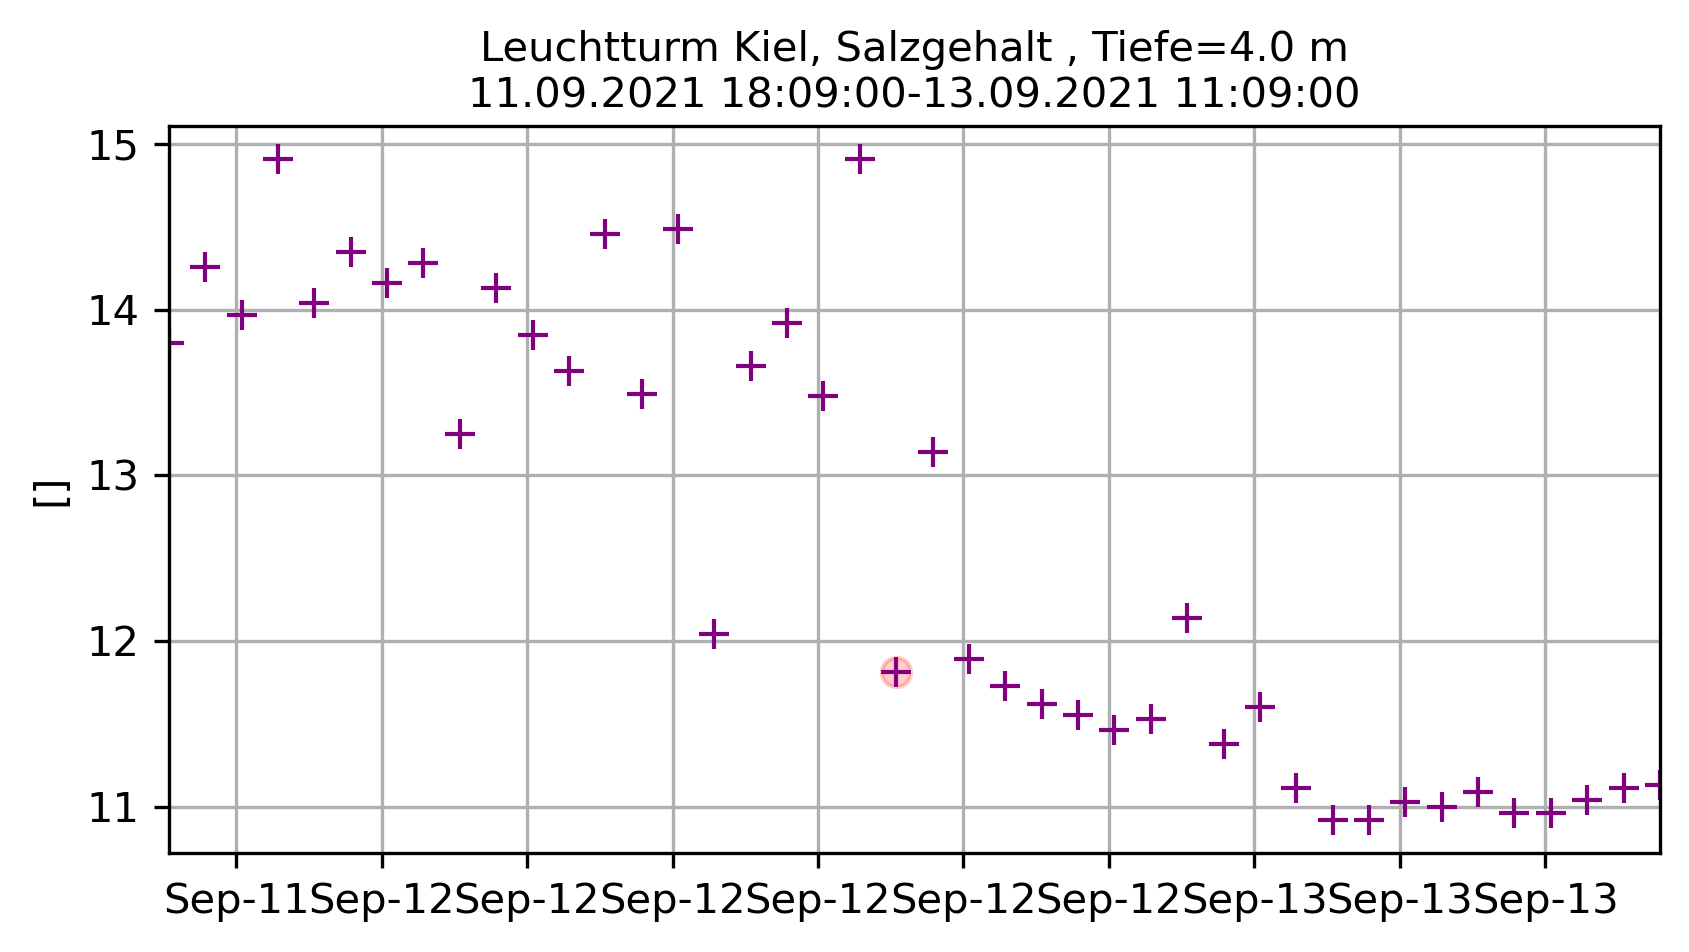 Leuchtturm Kiel, Salzgehalt , Tiefe=4.0 m
11.09.2021 18:09:00-13.09.2021 11:09:00
15
14
13
12
11
[]
Sep-11 Sep-12 Sep-12 Sep-12 Sep-12 Sep-12 Sep-12 Sep-13 Sep-13 Sep-13